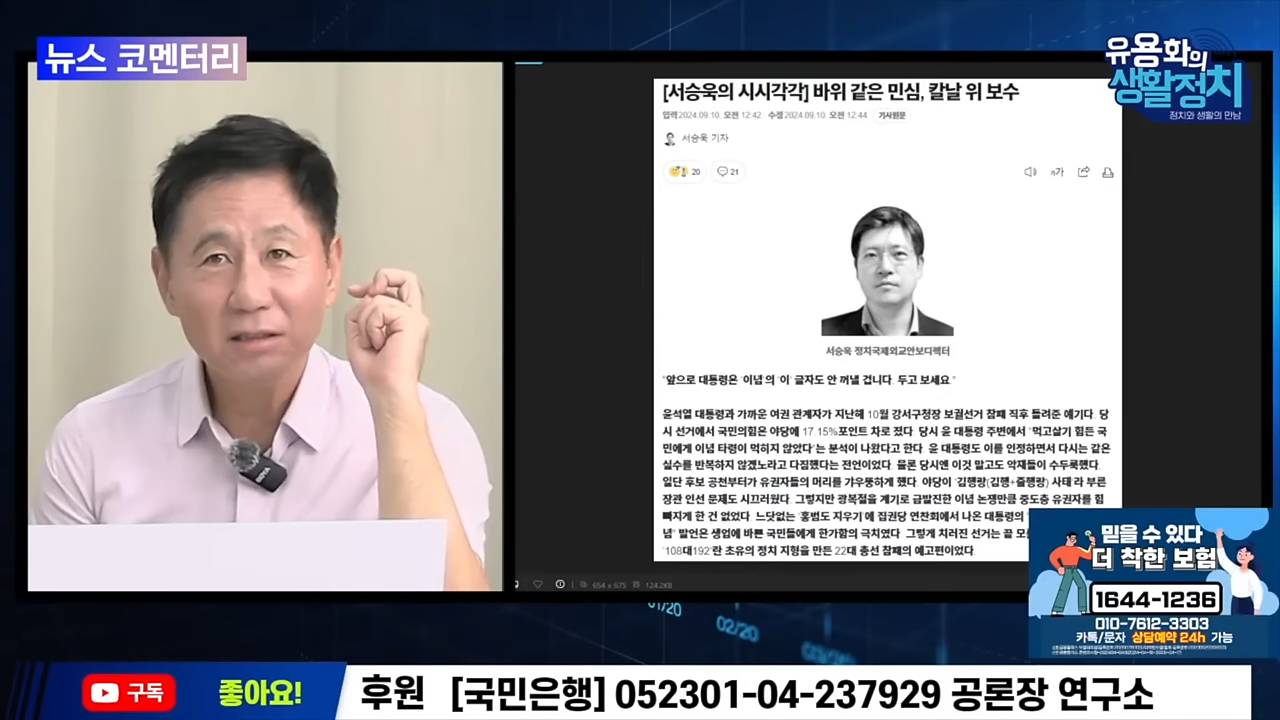 뉴스 코멘터리
유용화의
생활정치
정치와 생활의 만남
[서승욱의 시시각각] 바위 같은 민심, 칼날 위 보수
입력 2024.09.10. 오전 12:42 수정 2024.09.10. 오전 12:44 기사원문
서승욱 기자
20 21
가가
서승욱 정치국제외교안보디렉터
"앞으로 대통령은 '이념'의 '이' 글자도 안 꺼낼 겁니다. 두고 보세요."
윤석열 대통령과 가까운 여권 관계자가 지난해 10월 강서구청장 보궐선거 참패 직후 들려준 얘기다. 당
시 선거에서 국민의힘은 야당에 17.15%포인트 차로 졌다. 당시 윤 대통령 주변에서 "먹고살기 힘든 국
민에게 이념 타령이 먹히지 않았다"는 분석이 나왔다고 한다. 윤 대통령도 이를 인정하면서 다시는 같은
실수를 반복하지 않겠노라고 다짐했다는 전언이었다. 물론 당시엔 이것 말고도 악재들이 수두룩했다.
일단 후보 공천부터가 유권자들의 머리를 갸우뚱하게 했다. 야당이 '김행랑(김행+줄행랑) 사태'라 부른
장관 인선 문제도 시끄러웠다. 그렇지만 광복절을 계기로 급발진한 이념 논쟁만큼 중도층 유권자를 힘
빠지게 한 건 없었다. 느닷없는 '홍범도 지우기'에 집권당 연찬회에서 나온 대통령의
념" 발언은 생업에 바쁜 국민들에게 한가함의 극치였다. 그렇게 치러진 선거는 끝
'108대192'란 초유의 정치 지형을 만든 22대 총선 참패의 예고편이었다.
654 x 675 124.2KB
01/20
02/20
믿을 수 있다
더 착한 보험
1644-1236
010-7612-3303
카톡/문자 상담예약 24h 가능
구독 좋아요! 후원 [국민은행] 052301-04-237929 공론장 연구소